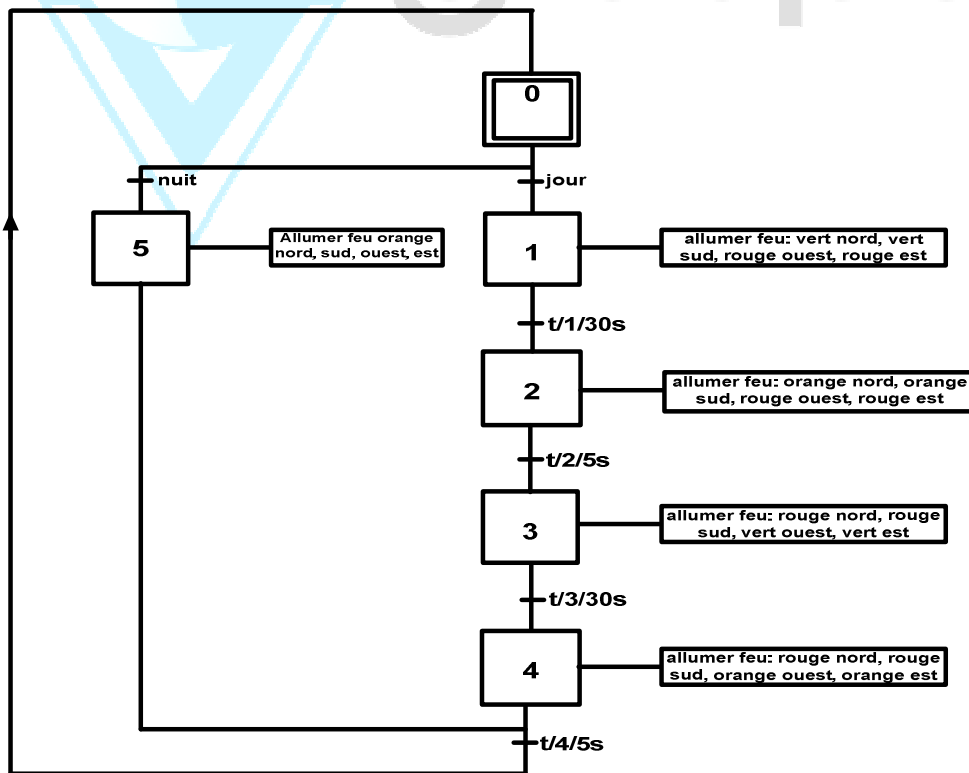 0
nuit
jour
5
Allumer feu orange
nord, sud, ouest, est
1
allumer feu: vert nord, vert
sud, rouge ouest, rouge est
t/1/30s
2
allumer feu: orange nord, orange
sud, rouge ouest, rouge est
t/2/5s
3
allumer feu: rouge nord, rouge
sud, vert ouest, vert est
t/3/30s
4
allumer feu: rouge nord, rouge
sud, orange ouest, orange est
t/4/5s